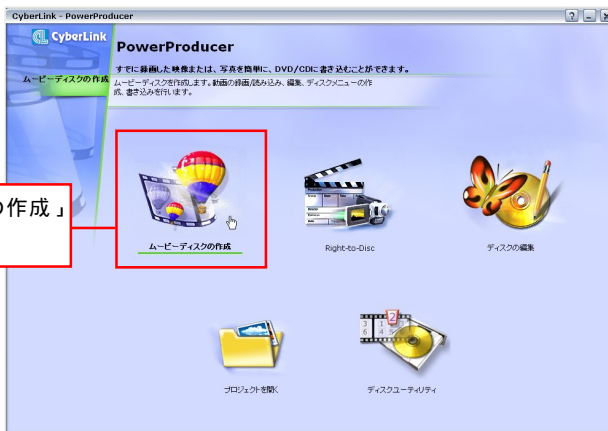 CyberLink - PowerProducer
CyberLink
PowerProducer
すでに録画した映像または、写真を簡単に、DVD/CDに書き込むことができます。
ムービーディスクの作成
ムービーディスクを作成します。動画の録画/読み込み、編集、ディスクメニューの作
成、書き込みを行います。
の作成」
ムービーディスクの作成
Right-to-Disc
ディスクの編集
プロジェクトを開く
ディスクユーティリティ